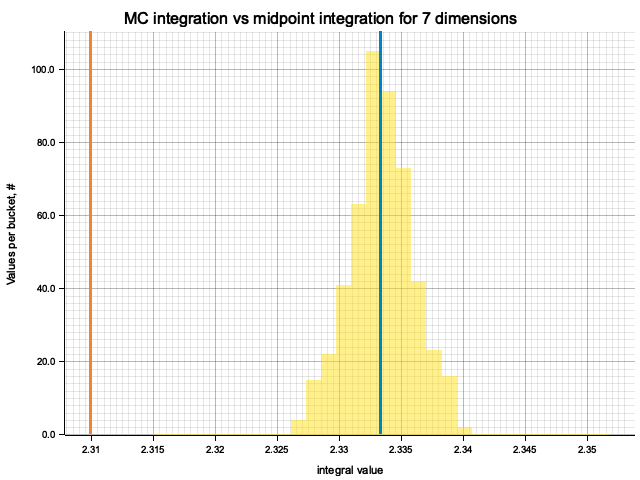 MC integration vs midpoint integration for 7 dimensions
Values per bucket, #
100.0
80.0
60.0
40.0
20.0
0.0
2.31 2.315 2.32 2.325 2.33 2.335 2.34 2.345 2.35
integral value